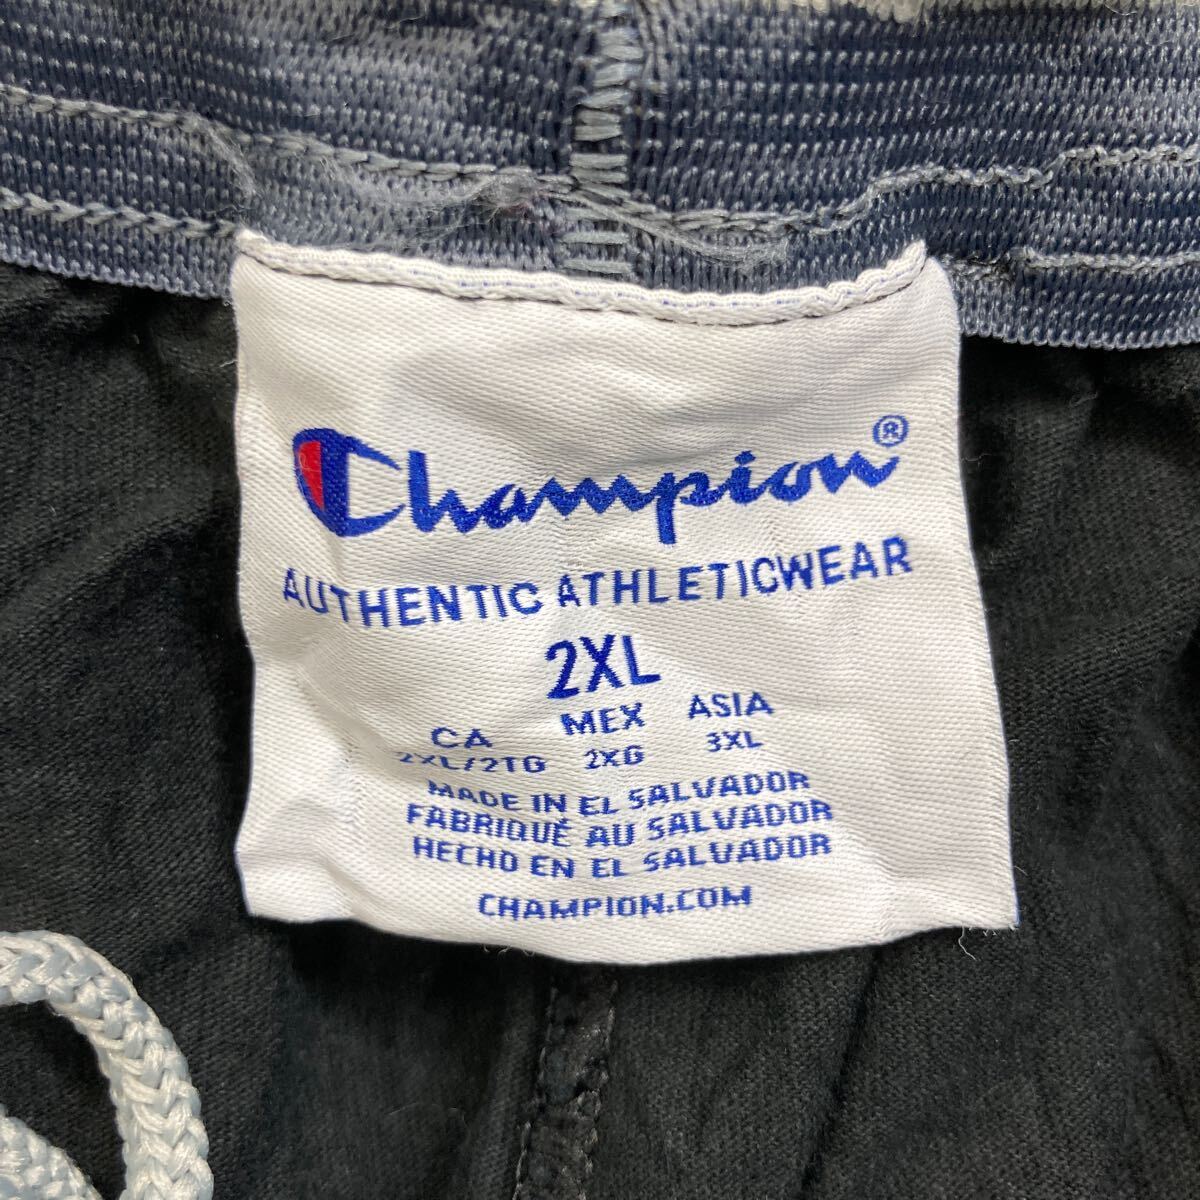 Champion®
AUTHENTIC ATHLETICWEAR
2XL
CA MEX ASIA
2XL/2TG 2XG 3XL
MADE IN EL SALVADOR
FABRIQUÉ AU SALVADOR
HECHO EN EL SALVADOR
CHAMPION.COM